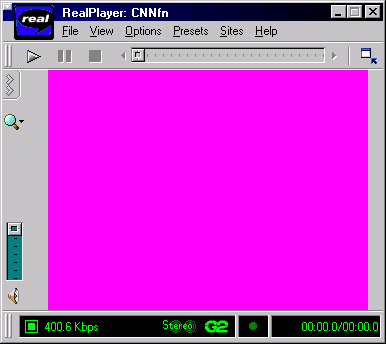 real
RealPlayer: CNNfn
File View Options Presets Sites Help
400.6 Kbps Stereo G2 00:00.0/00:00.0